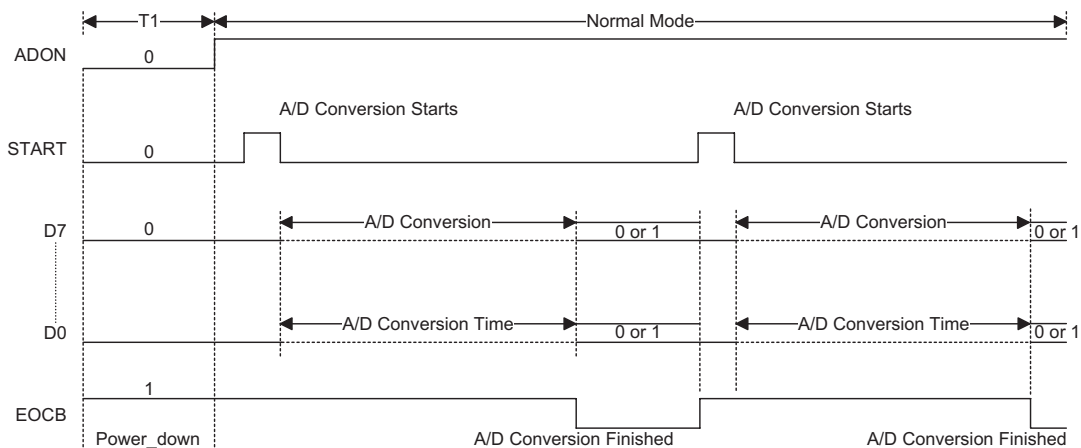 T1 Normal Mode
ADON 0
A/D Conversion Starts A/D Conversion Starts
START 0
D7 0 A/D Conversion 0 or 1 A/D Conversion 0 or 1
D0 A/D Conversion Time 0 or 1 A/D Conversion Time 0 or 1
1
EOCB
Power_down A/D Conversion Finished A/D Conversion Finished